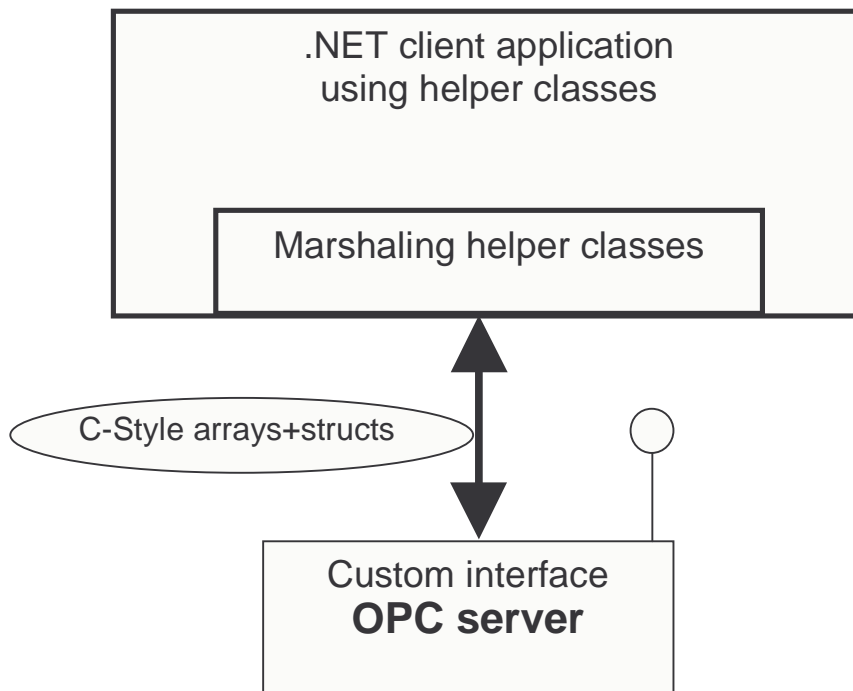 .NET client application
using helper classes
Marshaling helper classes
C-Style arrays+structs
Custom interface
OPC server